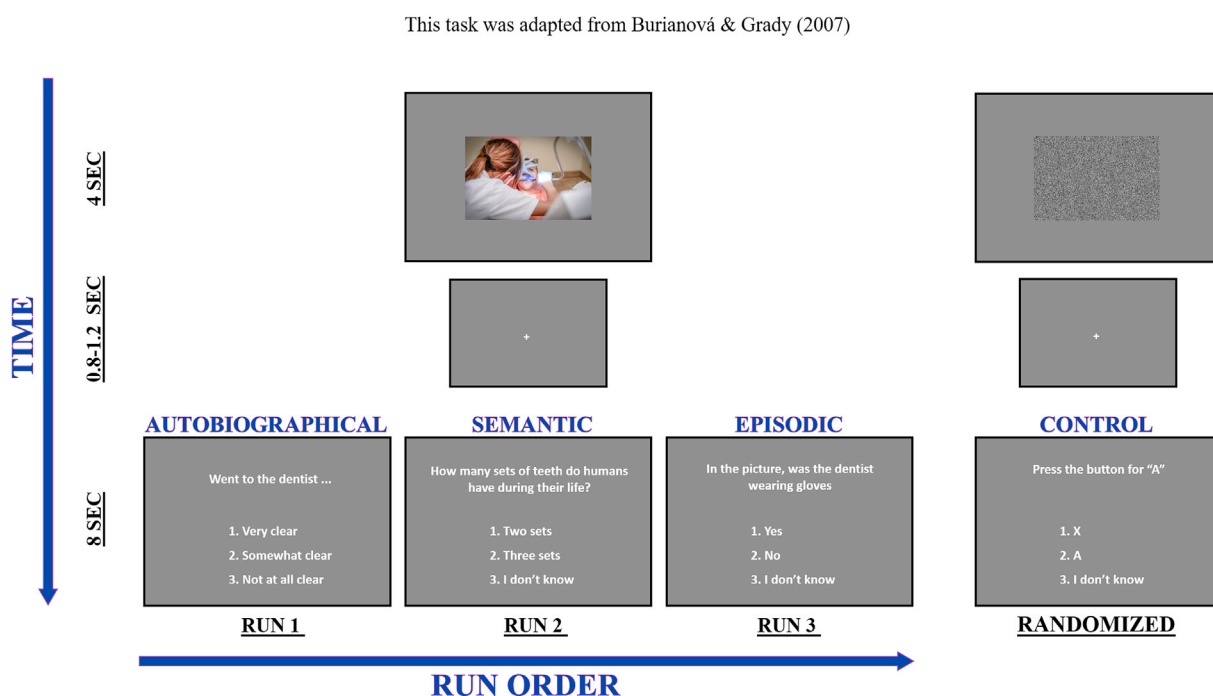 This task was adapted from Burianová & Grady (2007)
TIME
4 SEC
0.8-1.2 SEC
8 SEC
+
+
AUTOBIOGRAPHICAL
Went to the dentist ...
1. Very clear
2. Somewhat clear
3. Not at all clear
RUN 1
SEMANTIC
How many sets of teeth do humans
have during their life?
1. Two sets
2. Three sets
3. I don’t know
RUN 2
EPISODIC
In the picture, was the dentist
wearing gloves
1. Yes
2. No
3. I don’t know
RUN 3
CONTROL
Press the button for “A”
1. X
2. A
3. I don’t know
RANDOMIZED
RUN ORDER